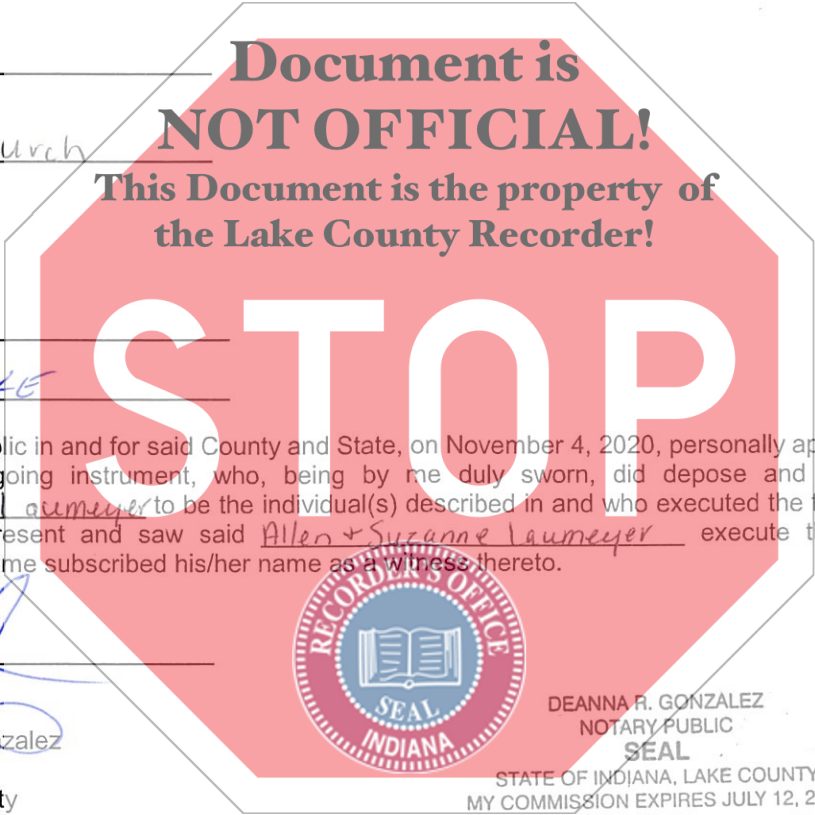 Document is
NOT OFFICIAL!
This Document is the property of
the Lake County Recorder!
urch
STOP
KE
lic in and for said County and State, on November 4, 2020, personally ap
going instrument, who, being by me duly sworn, did depose and
Laumeyer to be the individual(s) described in and who executed the f
resent and saw said Allen + Suzanne Laumeyer execute t
me subscribed his/her name as a witness thereto.
RECORDER'S OFFICE
SEAL
INDIANA
DEANNA R. GONZALEZ
NOTARY PUBLIC
SEAL
STATE OF INDIANA, LAKE COUNTY
MY COMMISSION EXPIRES JULY 12, 2
zalez
ty